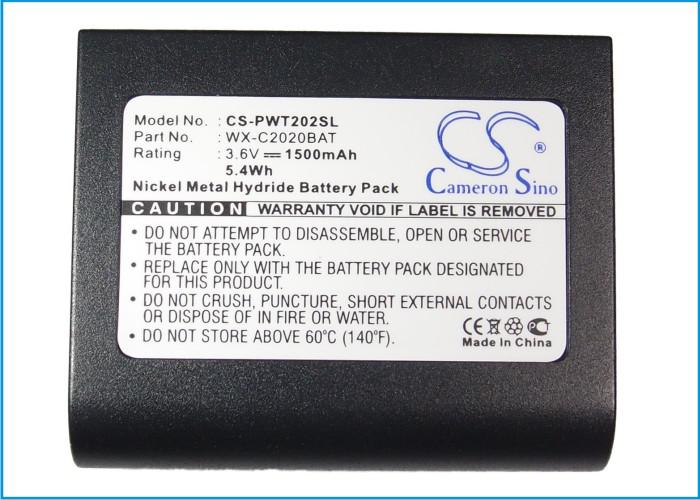 Model No. : CS-PWT202SL
Part No. : WX-C2020BAT
Rating : 3.6V 1500mAh
5.4Wh
Nickel Metal Hydride Battery Pack
CS ®
Cameron Sino
CAUTION WARRANTY VOID IF LABEL IS REMOVED
• DO NOT ATTEMPT TO DISASSEMBLE, OPEN OR SERVICE
THE BATTERY PACK.
• REPLACE ONLY WITH THE BATTERY PACK DESIGNATED
FOR THIS PRODUCT.
• DO NOT CRUSH, PUNCTURE, SHORT EXTERNAL CONTACTS
OR DISPOSE OF IN FIRE OR WATER.
• DO NOT STORE ABOVE 60°C (140°F).
CE
Made In China